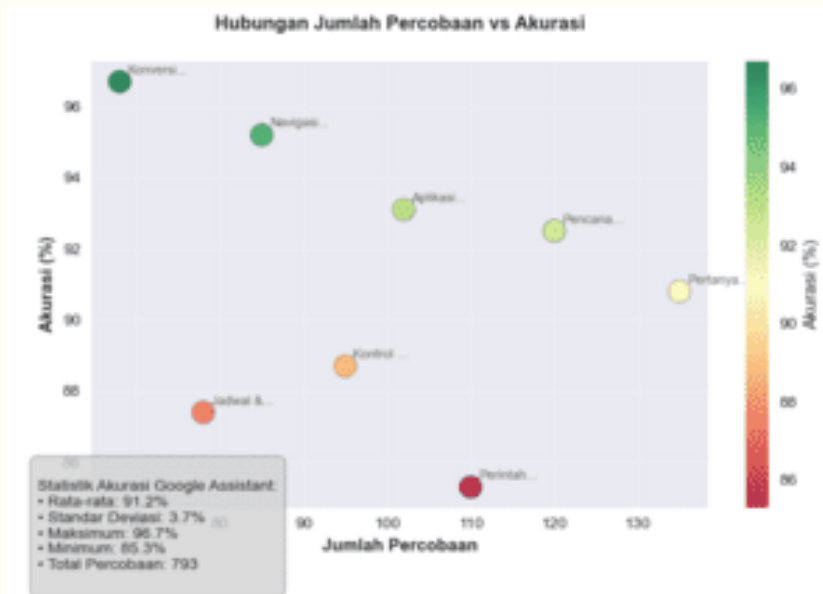 Hubungan Jumlah Percobaan vs Akurasi
Konversi...
Navigasi...
Aplikasi...
Pencaria...
Pertanya...
Kontrol ...
Jadwal &...
Perintah...
Akurasi (%)
96
94
92
90
88
86
80
90
100
110
120
130
Jumlah Percobaan
96
94
92
90
88
86
Akurasi (%)
Statistik Akurasi Google Assistant:
• Rata-rata: 91.2%
• Standar Deviasi: 3.7%
• Maksimum: 96.7%
• Minimum: 85.3%
• Total Percobaan: 793